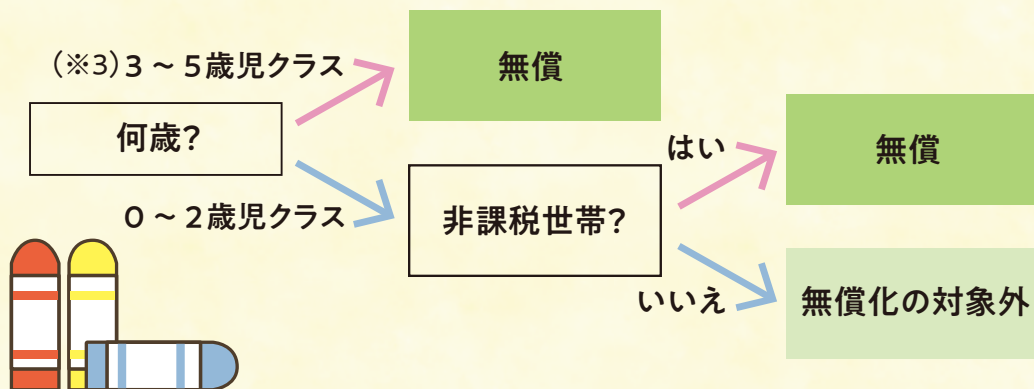 (※3)3～5歳児クラス
無償
何歳?
0～2歳児クラス
非課税世帯?
はい
無償
いいえ
無償化の対象外